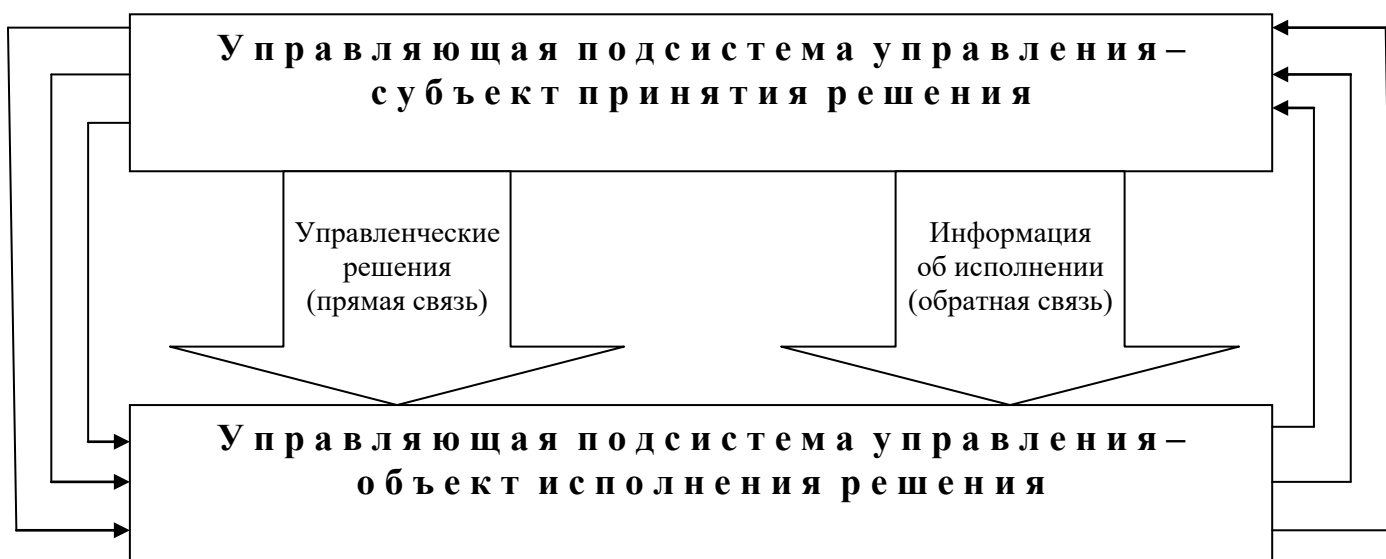 Управляющая подсистема управления–
субъект принятия решения
Управленческие
решения
(прямая связь)
Информация
об исполнении
(обратная связь)
Управляющая подсистема управления–
объект исполнения решения